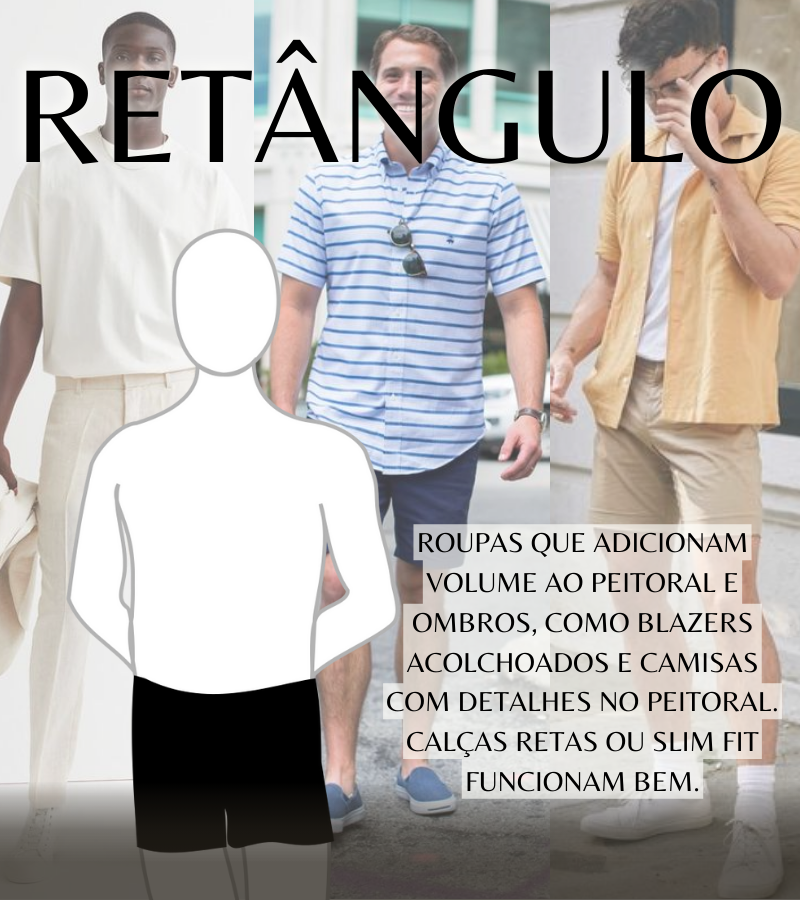 RETÂNGULO
ROUPAS QUE ADICIONAM
VOLUME AO PEITORAL E
OMBROS, COMO BLAZERS
ACOLCHOADOS E CAMISAS
COM DETALHES NO PEITORAL.
CALÇAS RETAS OU SLIM FIT
FUNCIONAM BEM.